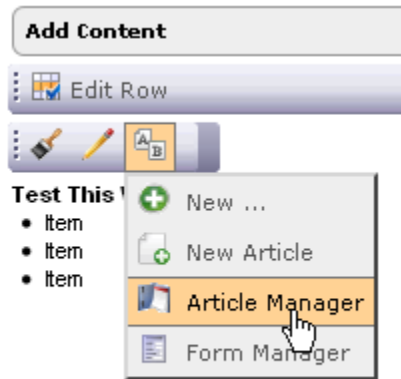 Add Content
Edit Row
A B
Test This
• Item
• Item
• Item
New ...
New Article
Article Manager
Form Manager